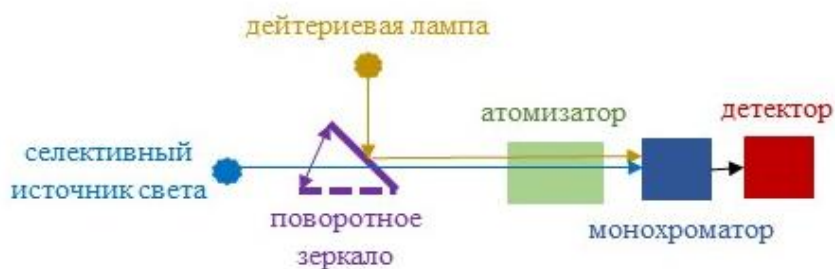 дейтериевая лампа
атомизатор
детектор
селективный
источник света
поворотное
зеркало
монохроматор